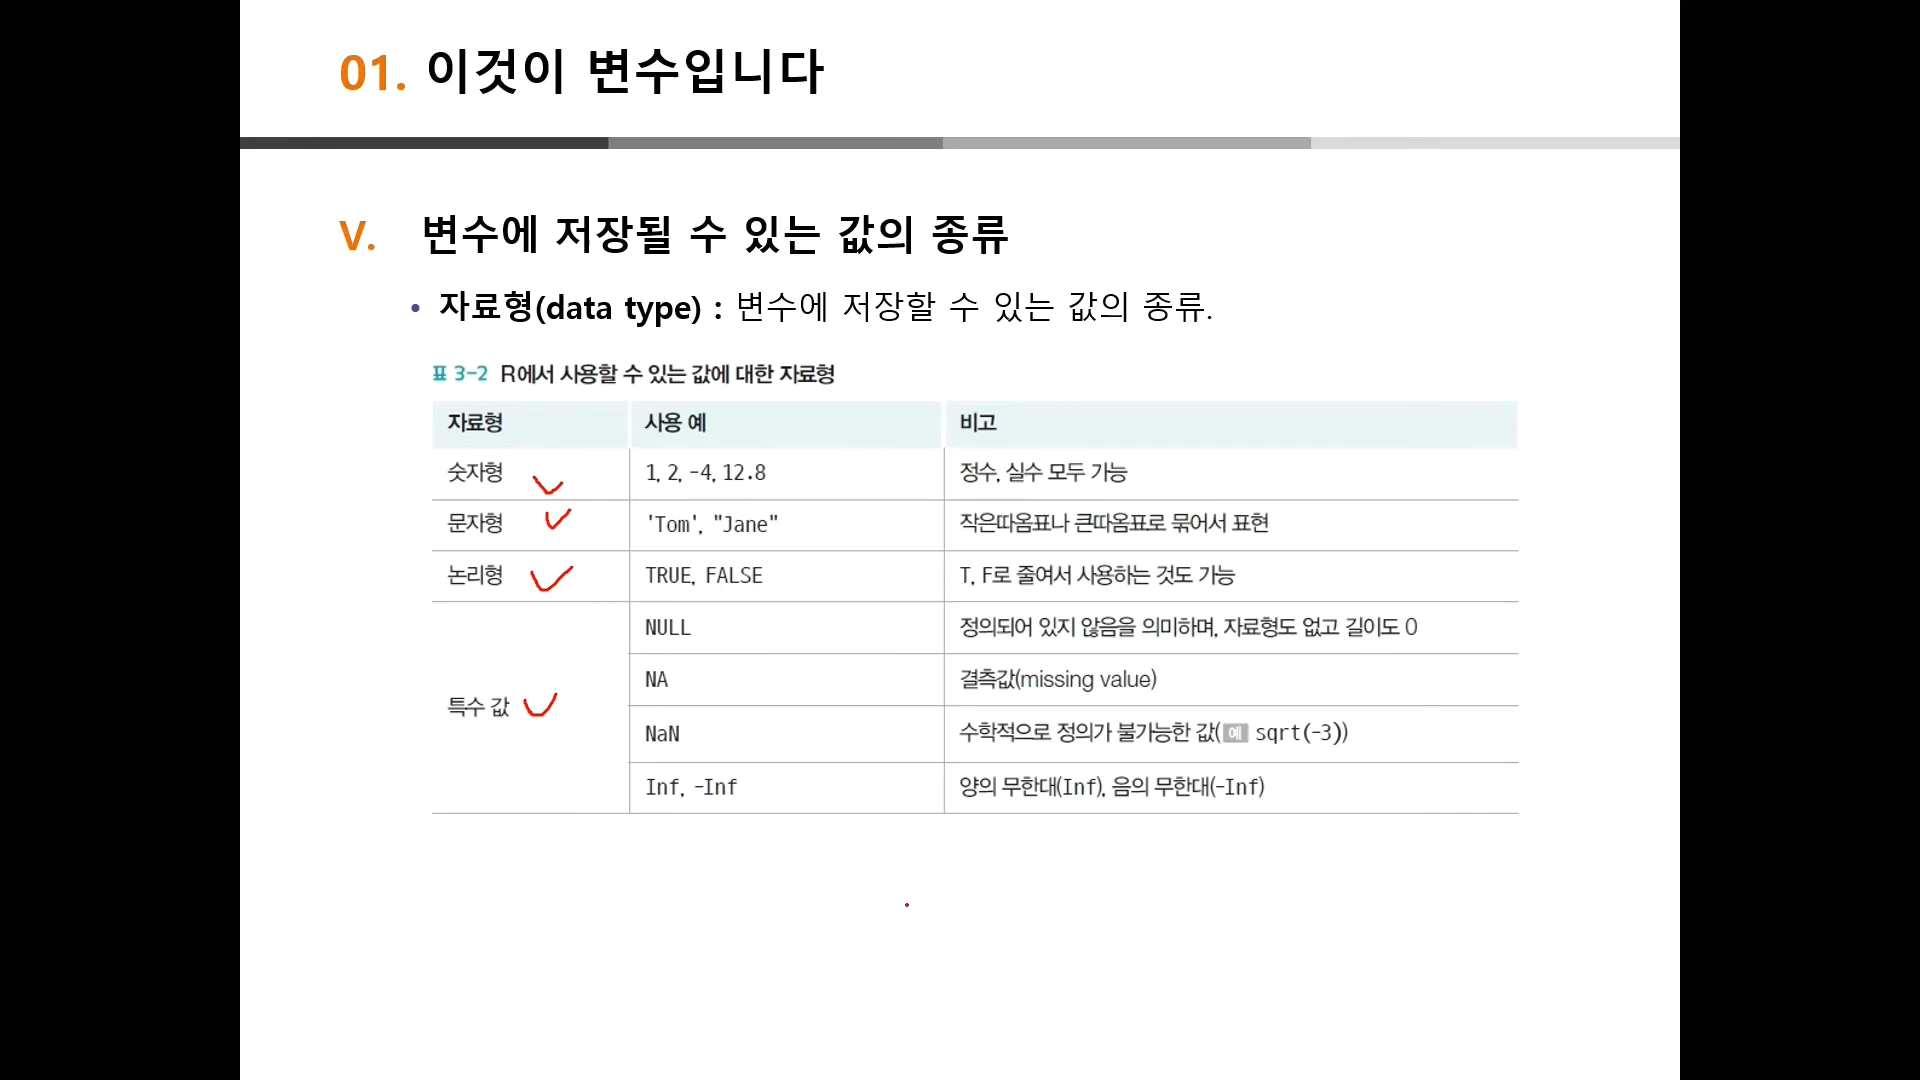 01. 이것이 변수입니다
V. 변수에 저장될 수 있는 값의 종류
• 자료형(data type) : 변수에 저장할 수 있는 값의 종류.
표 3-2 R에서 사용할 수 있는 값에 대한 자료형
자료형 사용 예 비고
숫자형 1, 2, -4, 12.8 정수, 실수 모두 가능
문자형 'Tom', "Jane" 작은따옴표나 큰따옴표로 묶어서 표현
논리형 TRUE, FALSE T, F로 줄여서 사용하는 것도 가능
특수 값
NULL 정의되어 있지 않음을 의미하며, 자료형도 없고 길이도 0
NA 결측값(missing value)
NaN 수학적으로 정의가 불가능한 값(예 sqrt(-3))
Inf, -Inf 양의 무한대(Inf), 음의 무한대(-Inf)